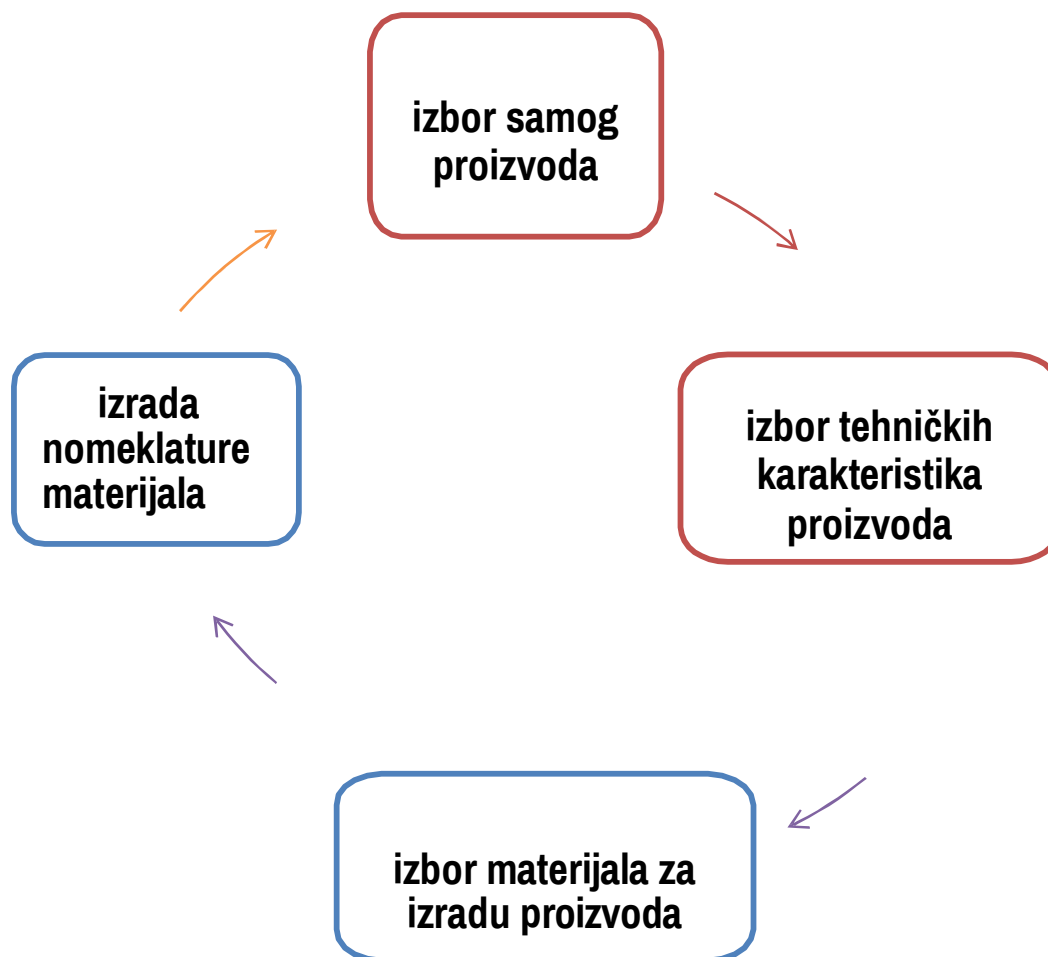 izbor samog
proizvoda
izbor tehničkih
karakteristika
proizvoda
izbor materijala za
izradu proizvoda
izrada
nomeklature
materijala